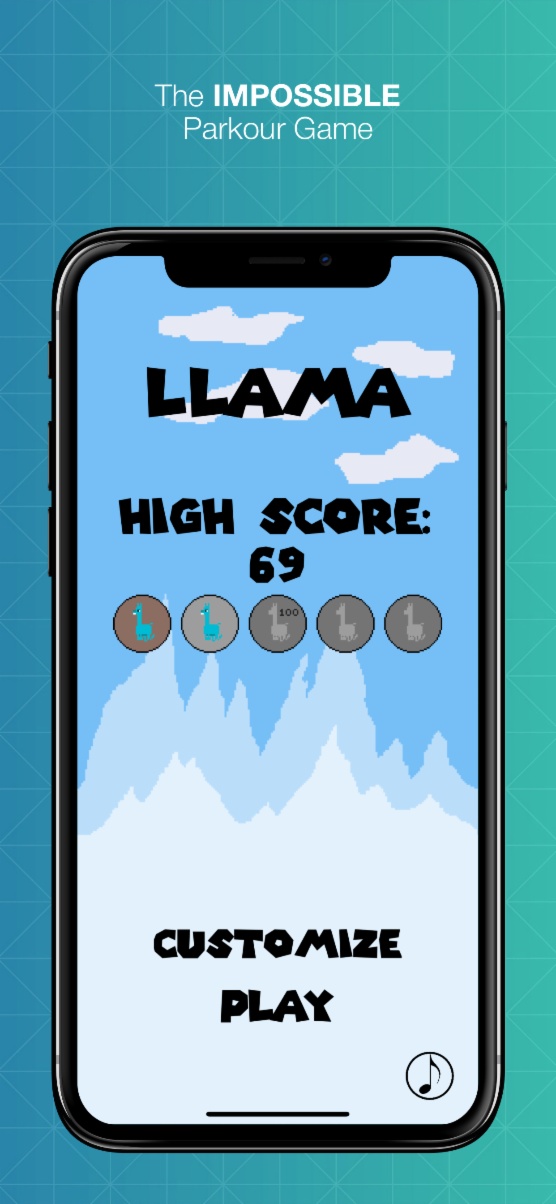 The IMPOSSIBLE
Parkour Game
LLAMA
HIGH SCORE:
69
100
CUSTOMIZE
PLAY